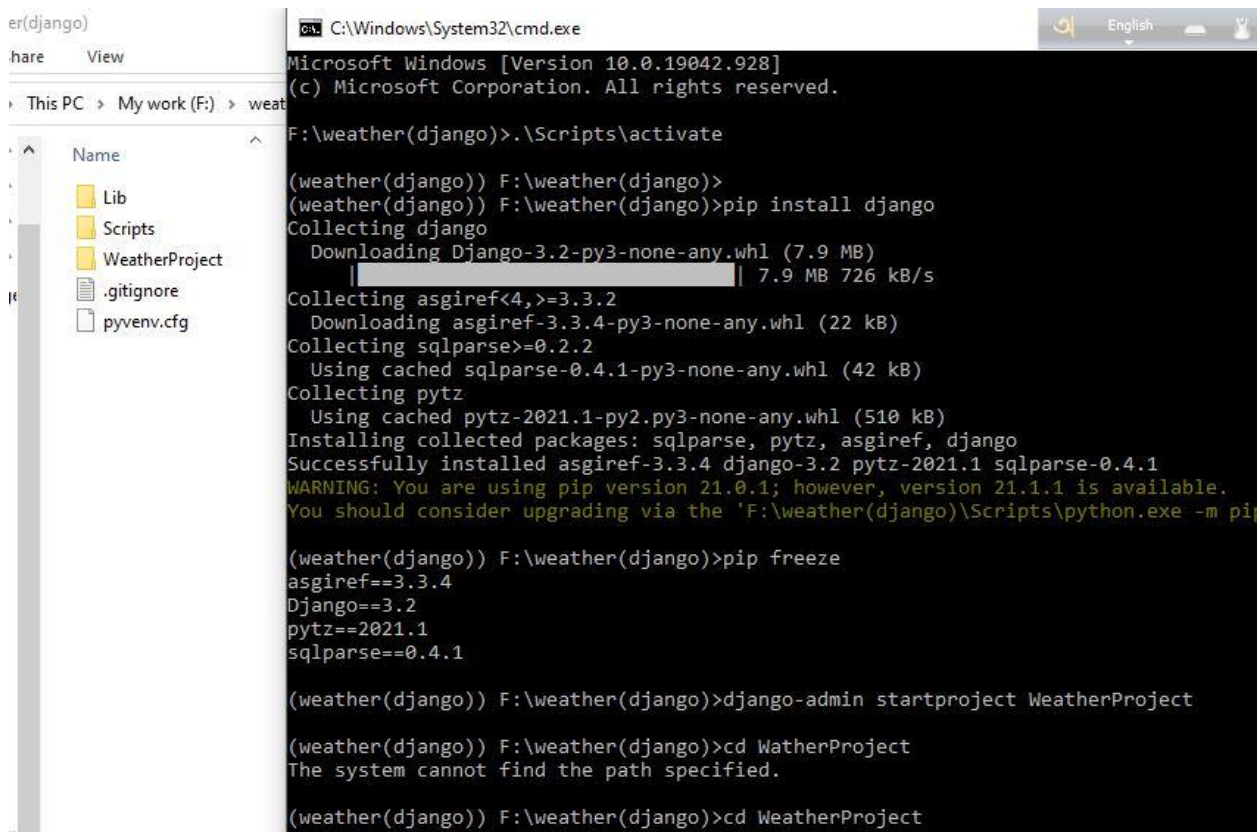 er(django)
hare View
This PC > My work (F:) > weat
Name
Lib
Scripts
WeatherProject
.gitignore
pyvenv.cfg
C:\Windows\System32\cmd.exe
অ English
Microsoft Windows [Version 10.0.19042.928]
(c) Microsoft Corporation. All rights reserved.
F:\weather(django)>.\Scripts\activate
(weather(django)) F:\weather(django)>
(weather(django)) F:\weather(django)>pip install django
Collecting django
Downloading Django-3.2-py3-none-any.whl (7.9 MB)
| | 7.9 MB 726 kB/s
Collecting asgiref<4,>=3.3.2
Downloading asgiref-3.3.4-py3-none-any.whl (22 kB)
Collecting sqlparse>=0.2.2
Using cached sqlparse-0.4.1-py3-none-any.whl (42 kB)
Collecting pytz
Using cached pytz-2021.1-py2.py3-none-any.whl (510 kB)
Installing collected packages: sqlparse, pytz, asgiref, django
Successfully installed asgiref-3.3.4 django-3.2 pytz-2021.1 sqlparse-0.4.1
WARNING: You are using pip version 21.0.1; however, version 21.1.1 is available.
You should consider upgrading via the 'F:\weather(django)\Scripts\python.exe -m pip
(weather(django)) F:\weather(django)>pip freeze
asgiref==3.3.4
Django==3.2
pytz==2021.1
sqlparse==0.4.1
(weather(django)) F:\weather(django)>django-admin startproject WeatherProject
(weather(django)) F:\weather(django)>cd WatherProject
The system cannot find the path specified.
(weather(django)) F:\weather(django)>cd WeatherProject